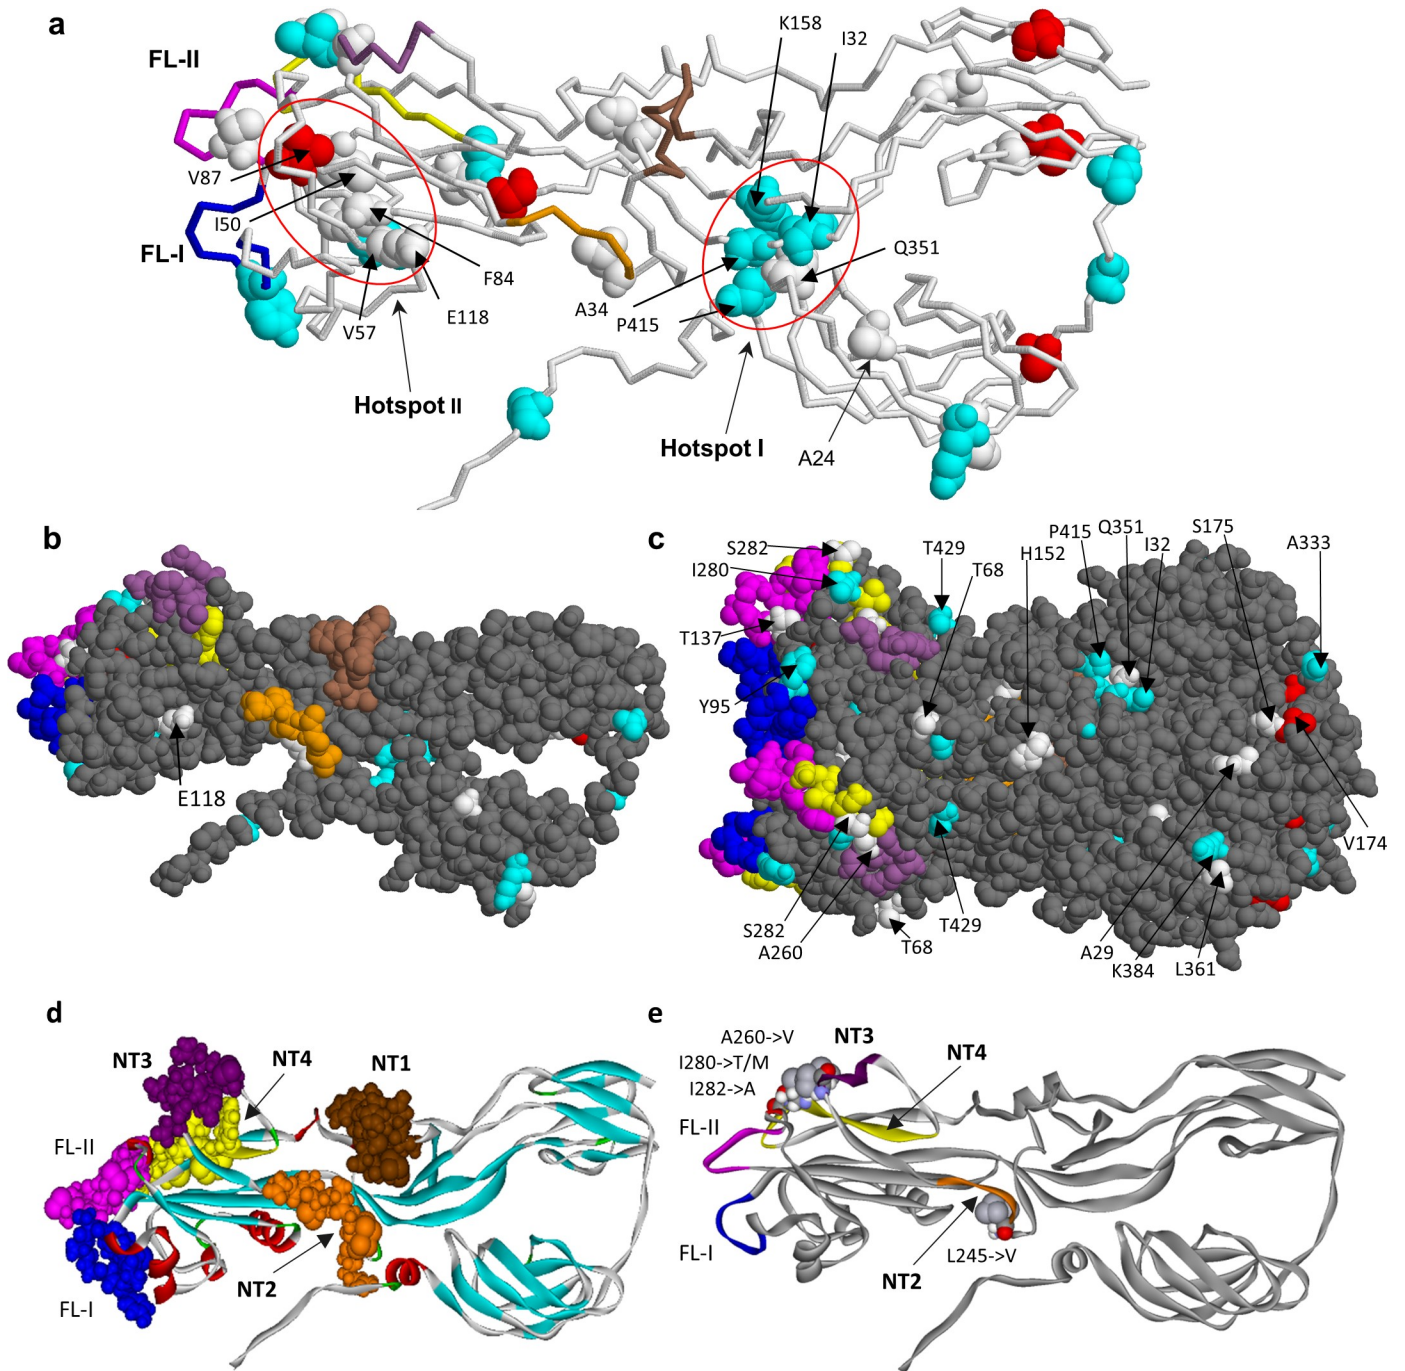 a
K158
I32
FL-II
V87
I50
FL-I
Q351
F84
A34
E118
P415
V57
Hotspot II
Hotspot I
A24
b
E118
c
S282
I280
T429
T68
H152
P415
Q351
I32
S175
A333
T137
Y95
V174
S282
A260
T68
T429
A29
K384
L361
d
NT3
NT4
NT1
FL-II
NT2
FL-I
e
A260->V
NT3
I280->T/M
NT4
I282->A
FL-II
FL-I
NT2
L245->V